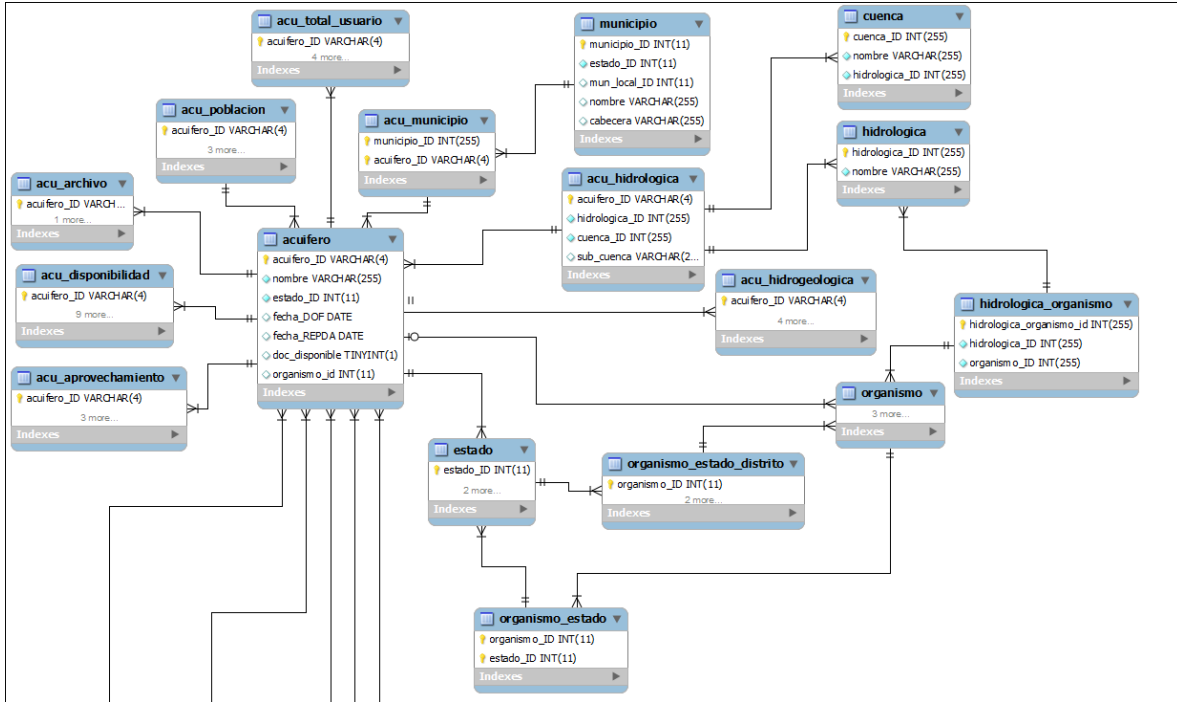 acu_total_usuario
acuifero_ID VARCHAR(4)
4 more...
Indexes
municipio
municipio_ID INT(11)
estado_ID INT(11)
mun_local_ID INT(11)
nombre VARCHAR(255)
cabecera VARCHAR(255)
Indexes
cuenca
cuenca_ID INT(255)
nombre VARCHAR(255)
hidrologica_ID INT(255)
Indexes
acu_poblacion
acuifero_ID VARCHAR(4)
3 more...
Indexes
acu_municipio
municipio_ID INT(255)
acuifero_ID VARCHAR(4)
Indexes
hidrologica
hidrologica_ID INT(255)
nombre VARCHAR(255)
Indexes
acu_archivo
acuifero_ID VARCH...
1 more...
Indexes
acu_hidrologica
acuifero_ID VARCHAR(4)
hidrologica_ID INT(255)
cuenca_ID INT(255)
sub_cuenca VARCHAR(2...
Indexes
acuifero
acuifero_ID VARCHAR(4)
nombre VARCHAR(255)
estado_ID INT(11)
fecha_DOF DATE
fecha_REPDA DATE
doc_disponible TINYINT(1)
organismo_id INT(11)
Indexes
acu_disponibilidad
acuifero_ID VARCHAR(4)
9 more...
Indexes
acu_hidrogeologica
acuifero_ID VARCHAR(4)
4 more...
Indexes
hidrologica_organismo
hidrologica_organismo_id INT(255)
hidrologica_ID INT(255)
organismo_ID INT(255)
Indexes
acu_aprovechamiento
acuifero_ID VARCHAR(4)
3 more...
Indexes
organismo
3 more...
Indexes
estado
estado_ID INT(11)
2 more...
Indexes
organismo_estado_distrito
organismo_ID INT(11)
2 more...
Indexes
organismo_estado
organismo_ID INT(11)
estado_ID INT(11)
Indexes